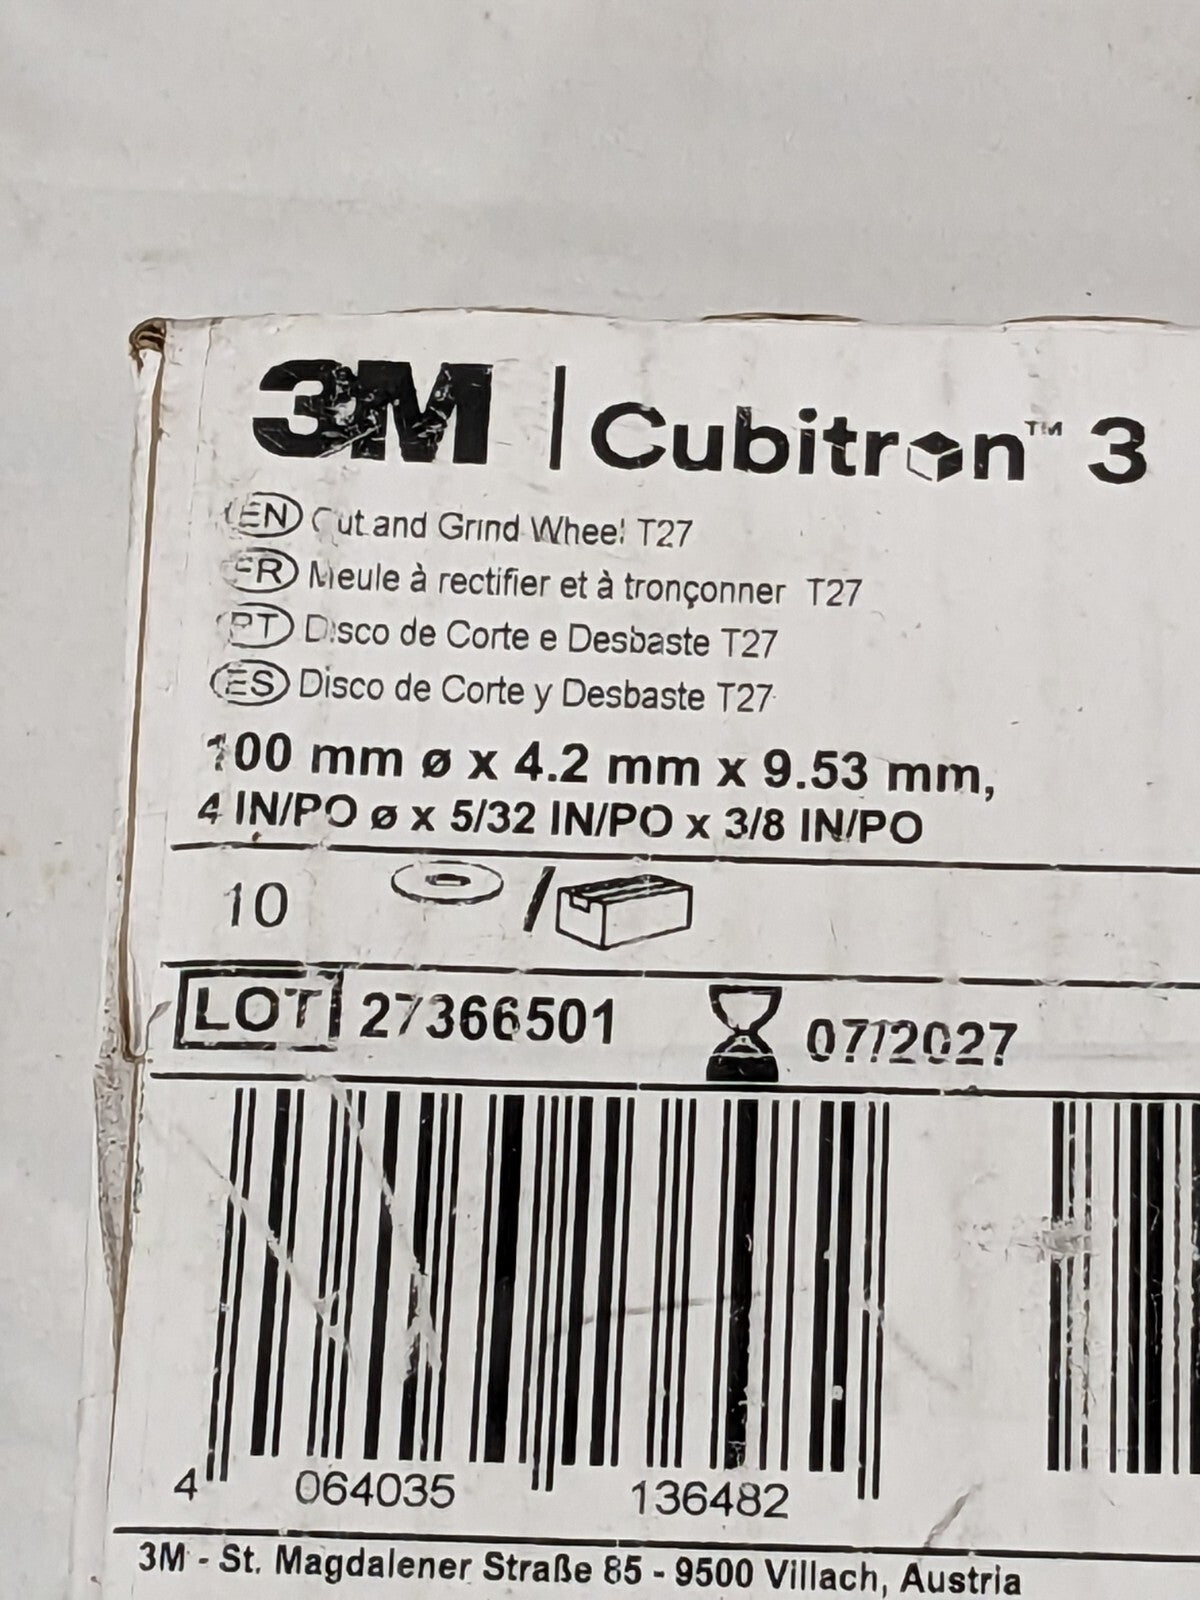 3M | Cubitron™ 3
EN Cut and Grind Wheel T27
FR Meule à rectifier et à tronçonner T27
PT Disco de Corte e Desbaste T27
ES Disco de Corte y Desbaste T27
100 mm ø x 4.2 mm x 9.53 mm,
4 IN/PO ø x 5/32 IN/PO x 3/8 IN/PO
10 /
LOT 27366501 07/2027
4 064035 136482
3M - St. Magdalener Straße 85 - 9500 Villach, Austria